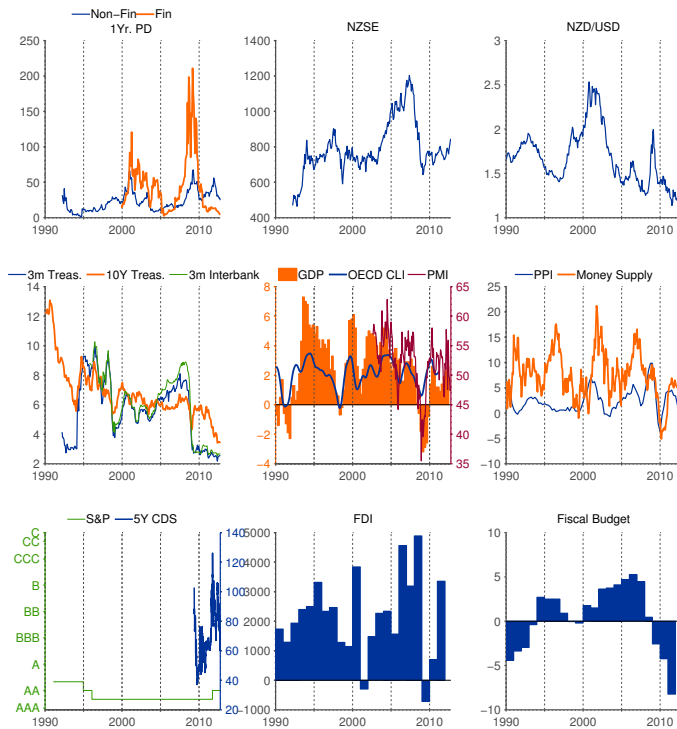 Non−Fin Fin
1Yr. PD
250
200
150
100
50
0
1990 2000 2010
NZSE
1400
1200
1000
800
600
400
1990 2000 2010
NZD/USD
3
2.5
2
1.5
1
1990 2000 2010
3m Treas. 10Y Treas. 3m Interbank
14
12
10
8
6
4
2
1990 2000 2010
GDP OECD CLI PMI
8
6
4
2
0
−2
−4
65
60
55
50
45
40
35
1990 2000 2010
PPI Money Supply
25
20
15
10
5
0
−5
−10
1990 2000 2010
S&P 5Y CDS
C
CC
CCC
B
BB
BBB
A
AA
AAA
140
120
100
80
60
40
20
1990 2000 2010
FDI
5000
4000
3000
2000
1000
0
−1000
1990 2000 2010
Fiscal Budget
10
5
0
−5
−10
1990 2000 2010